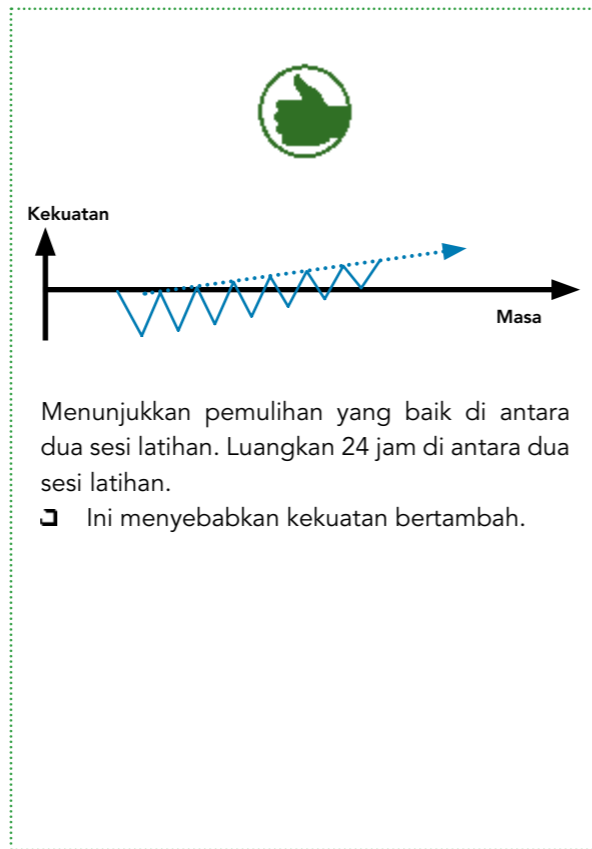 Kekuatan
Masa
Menunjukkan pemulihan yang baik di antara
dua sesi latihan. Luangkan 24 jam di antara dua
sesi latihan.
Ini menyebabkan kekuatan bertambah.